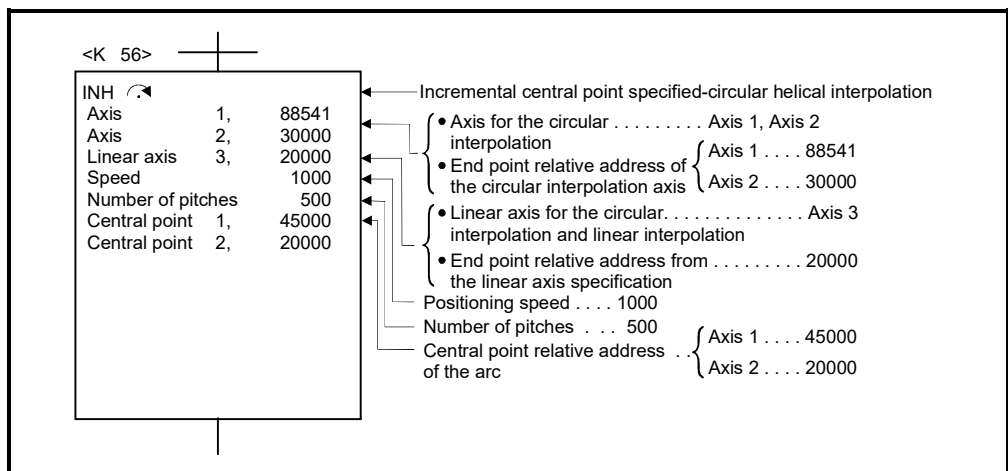 <K 56>
INH
Axis 1, 88541
Axis 2, 30000
Linear axis 3, 20000
Speed 1000
Number of pitches 500
Central point 1, 45000
Central point 2, 20000
Incremental central point specified-circular helical interpolation
• Axis for the circular . . . . . . . . . Axis 1, Axis 2
interpolation
• End point relative address of
the circular interpolation axis
Axis 1 . . . . 88541
Axis 2 . . . . 30000
• Linear axis for the circular. . . . . . . . . . . . . . Axis 3
interpolation and linear interpolation
• End point relative address from . . . . . . . . . 20000
the linear axis specification
Positioning speed . . . . 1000
Number of pitches . . . 500
Central point relative address . .
of the arc
Axis 1 . . . . 45000
Axis 2 . . . . 20000